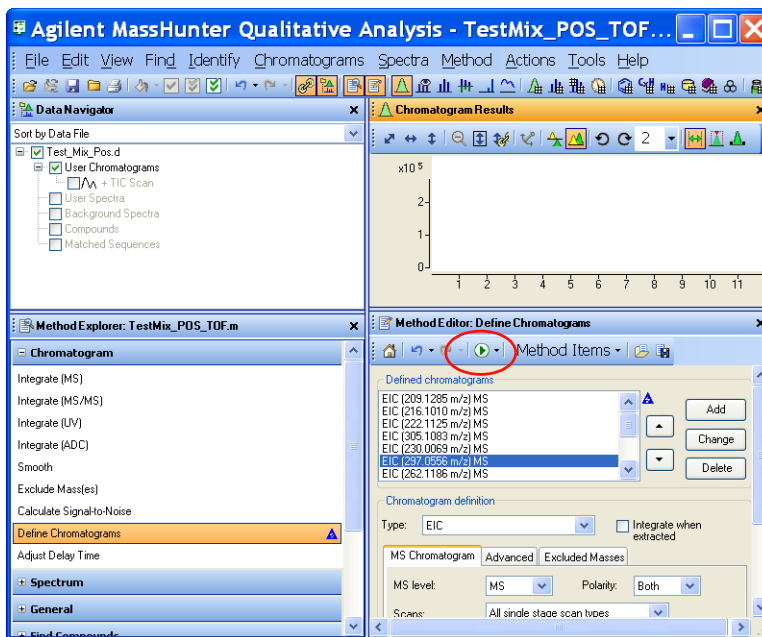 Agilent MassHunter Qualitative Analysis - TestMix_POS_TOF...
File Edit View Find Identify Chromatograms Spectra Method Actions Tools Help
Data Navigator
Sort by Data File
Test_Mix_Pos.d
User Chromatograms
+ TIC Scan
User Spectra
Background Spectra
Compounds
Matched Sequences
Chromatogram Results
2
x10 5
2-
1-
0-
1 2 3 4 5 6 7 8 9 10 11
Method Explorer: TestMix_POS_TOF.m
Chromatogram
Integrate (MS)
Integrate (MS/MS)
Integrate (UV)
Integrate (ADC)
Smooth
Exclude Mass(es)
Calculate Signal-to-Noise
Define Chromatograms
Adjust Delay Time
Spectrum
General
Find Compounds
Method Editor: Define Chromatograms
Method Items
Defined chromatograms
EIC (209.1285 m/z) MS
EIC (216.1010 m/z) MS
EIC (222.1125 m/z) MS
EIC (305.1083 m/z) MS
EIC (230.0069 m/z) MS
EIC (297.0556 m/z) MS
EIC (262.1186 m/z) MS
Add
Change
Delete
Chromatogram definition
Type: EIC
Integrate when
extracted
MS Chromatogram Advanced Excluded Masses
MS level: MS Polarity: Both
Scans: All single stage scan types